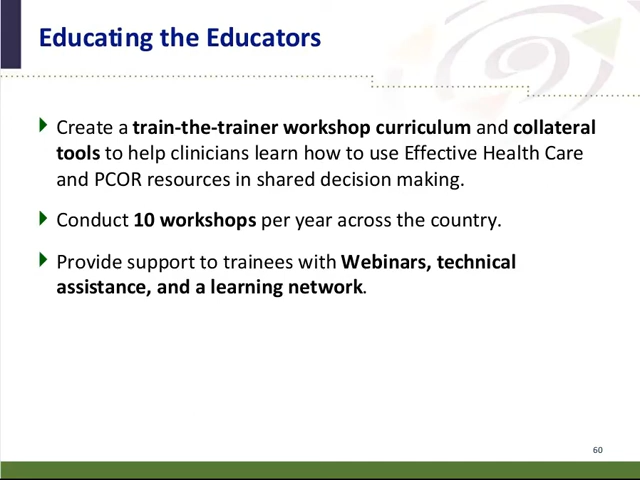 Educating the Educators
Create a train-the-trainer workshop curriculum and collateral
tools to help clinicians learn how to use Effective Health Care
and PCOR resources in shared decision making.
Conduct 10 workshops per year across the country.
Provide support to trainees with Webinars, technical
assistance, and a learning network.
60